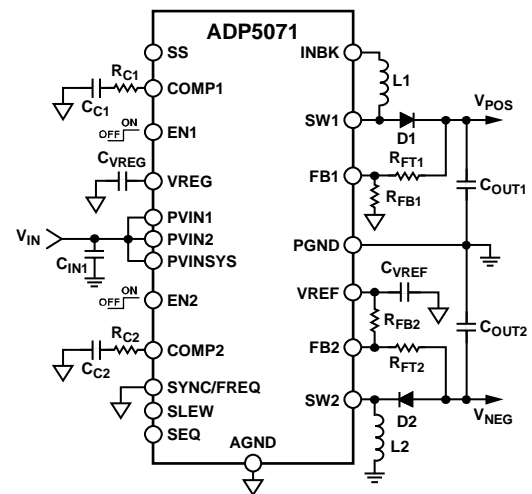 ADP5071
SS
INBK
R_C1
L1
C_C1
COMP1
V_POS
ON
OFF
EN1
SW1
D1
C_VREG
VREG
R_FT1
FB1
R_FB1
C_OUT1
PVIN1
V_IN
PVIN2
PGND
C_IN1
PVINSYS
C_VREF
VREF
ON
OFF
EN2
R_FB2
R_C2
C_OUT2
C_C2
COMP2
FB2
R_FT2
SYNC/FREQ
SW2
D2
V_NEG
SLEW
SEQ
L2
AGND